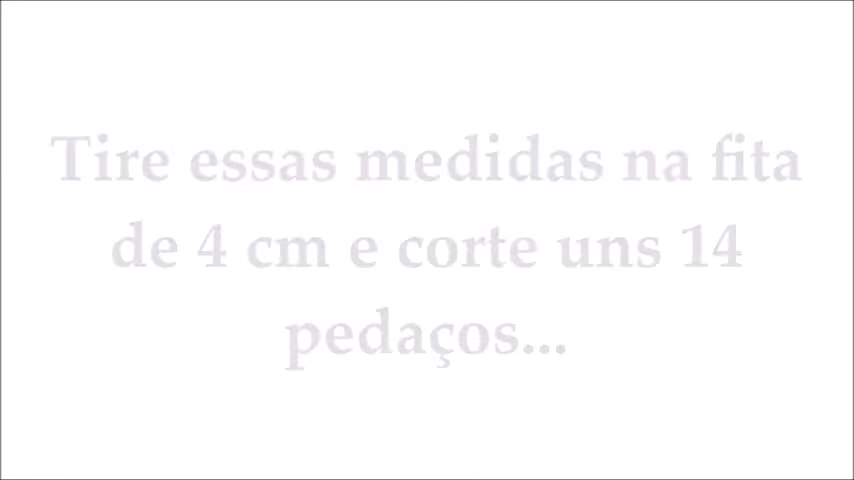 Tire essas medidas na fita
de 4 cm e corte uns 14
pedaços...